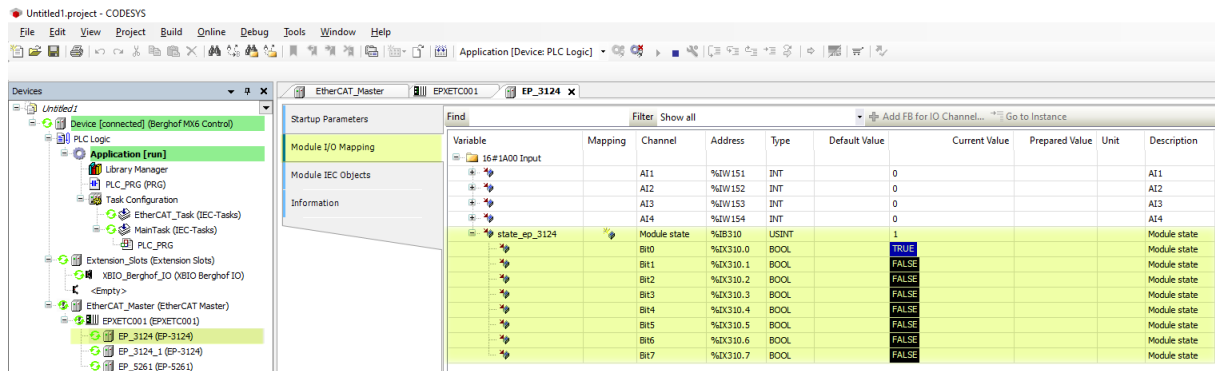 Untitled1.project - CODESYS
File Edit View Project Build Online Debug Tools Window Help
Application [Device: PLC Logic]
Devices
Untitled1
Device [connected] (Berghof MX6 Control)
PLC Logic
Application [run]
Library Manager
PLC_PRG (PRG)
Task Configuration
EtherCAT_Task (IEC-Tasks)
MainTask (IEC-Tasks)
PLC_PRG
Extension_Slots (Extension Slots)
XBIO_Berghof_IO (XBIO Berghof IO)
<Empty>
EtherCAT_Master (EtherCAT Master)
EPXETC001 (EPXETC001)
EP_3124 (EP-3124)
EP_3124_1 (EP-3124)
EP_5261 (EP-5261)
EtherCAT_Master EPXETC001 EP_3124
Startup Parameters
Module I/O Mapping
Module IEC Objects
Information
Find Filter Show all Add FB for IO Channel... Go to Instance
Variable Mapping Channel Address Type Default Value Current Value Prepared Value Unit Description
16#1A00 Input
AI1 %IW151 INT 0 AI1
AI2 %IW152 INT 0 AI2
AI3 %IW153 INT 0 AI3
AI4 %IW154 INT 0 AI4
state_ep_3124 Module state %IB310 USINT 1 Module state
Bit0 %IX310.0 BOOL TRUE Module state
Bit1 %IX310.1 BOOL FALSE Module state
Bit2 %IX310.2 BOOL FALSE Module state
Bit3 %IX310.3 BOOL FALSE Module state
Bit4 %IX310.4 BOOL FALSE Module state
Bit5 %IX310.5 BOOL FALSE Module state
Bit6 %IX310.6 BOOL FALSE Module state
Bit7 %IX310.7 BOOL FALSE Module state